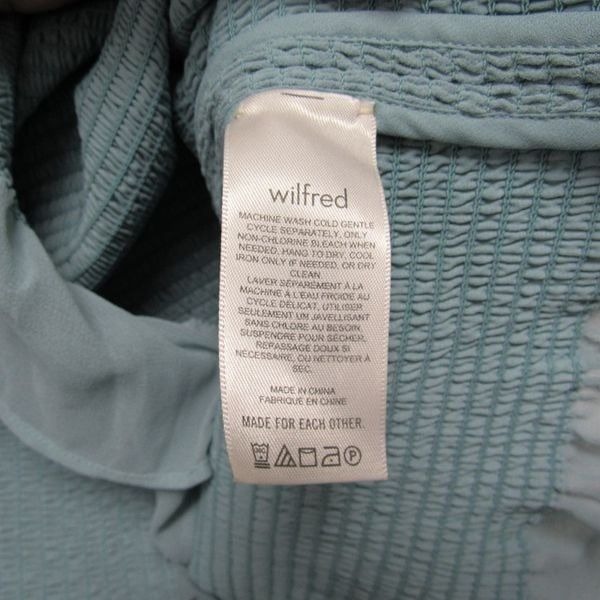 wilfred
MACHINE WASH COLD GENTLE
CYCLE SEPARATELY, ONLY
NON-CHLORINE BLEACH WHEN
NEEDED, HANG TO DRY, COOL
IRON ONLY IF NEEDED, OR DRY
CLEAN
LAVER SÉPARÉMENT À LA
MACHINE À L'EAU FROIDE AU
CYCLE DÉLICAT, UTILISER
SEULEMENT UN JAVELLISANT
SANS CHLORE AU BESOIN,
SUSPENDRE POUR SÉCHER,
REPASSAGE DOUX SI
NÉCESSAIRE, OU NETTOYER À
SEC.
MADE IN CHINA
FABRIQUÉ EN CHINE
MADE FOR EACH OTHER.
P